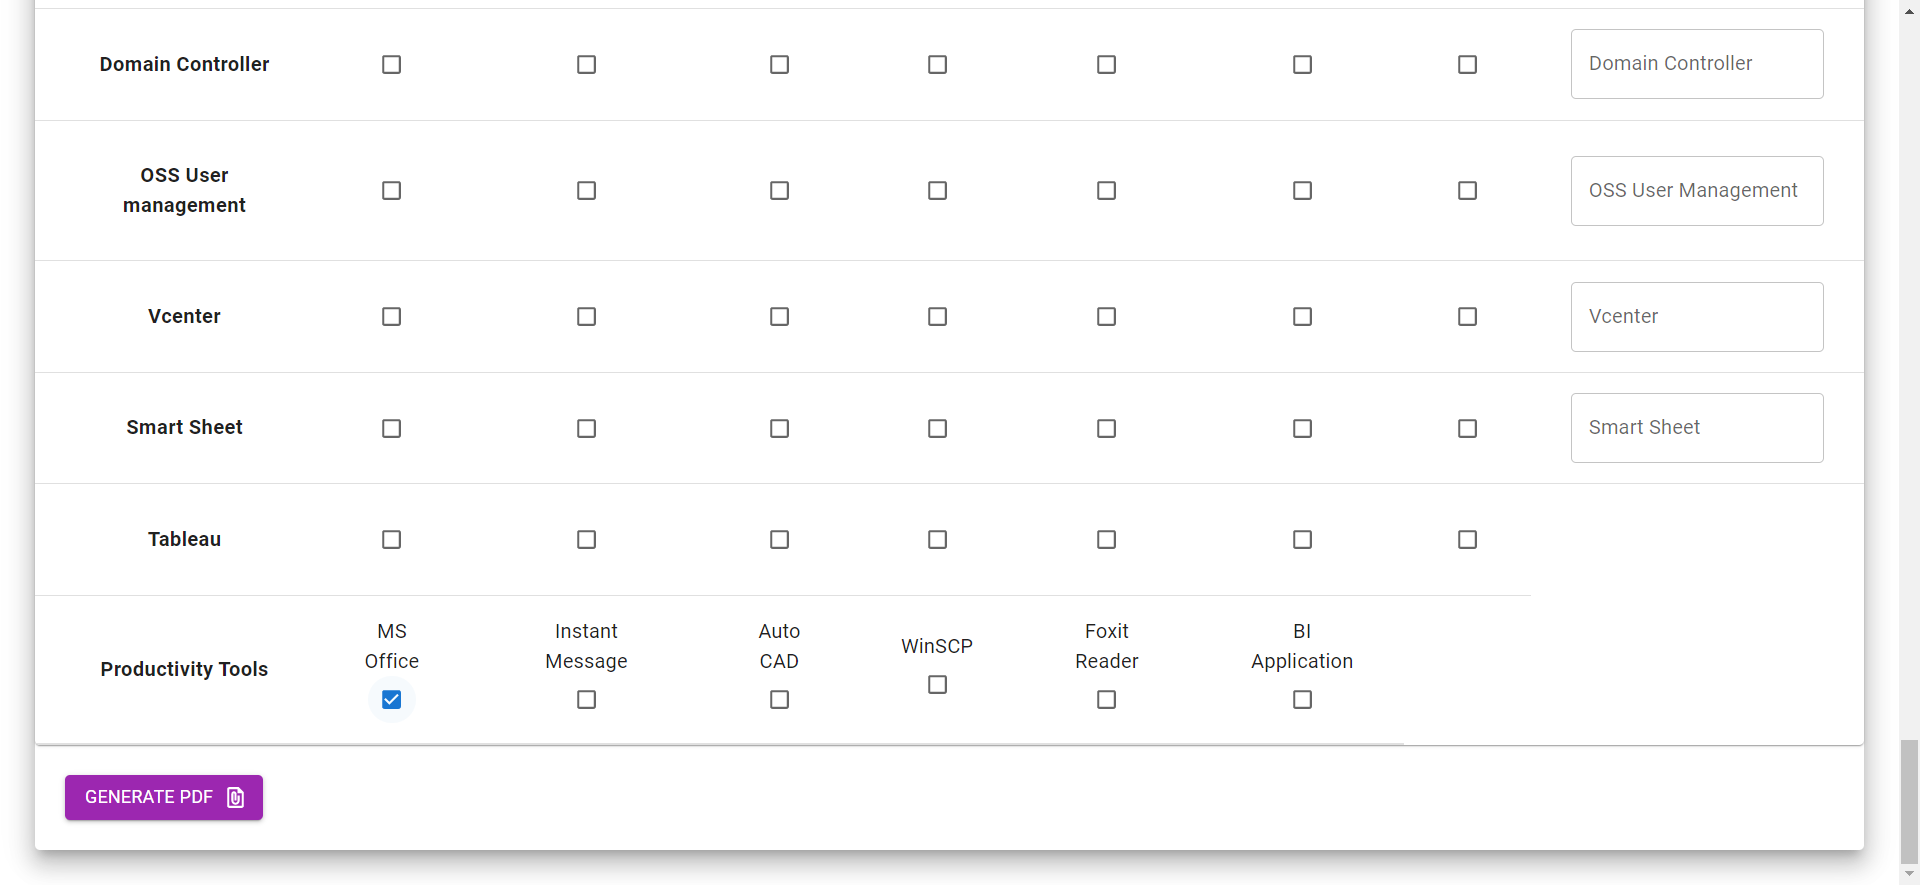 Domain Controller
Domain Controller
OSS User
management
OSS User Management
Vcenter
Vcenter
Smart Sheet
Smart Sheet
Tableau
Productivity Tools
MS
Office
Instant
Message
Auto
CAD
WinSCP
Foxit
Reader
BI
Application
GENERATE PDF